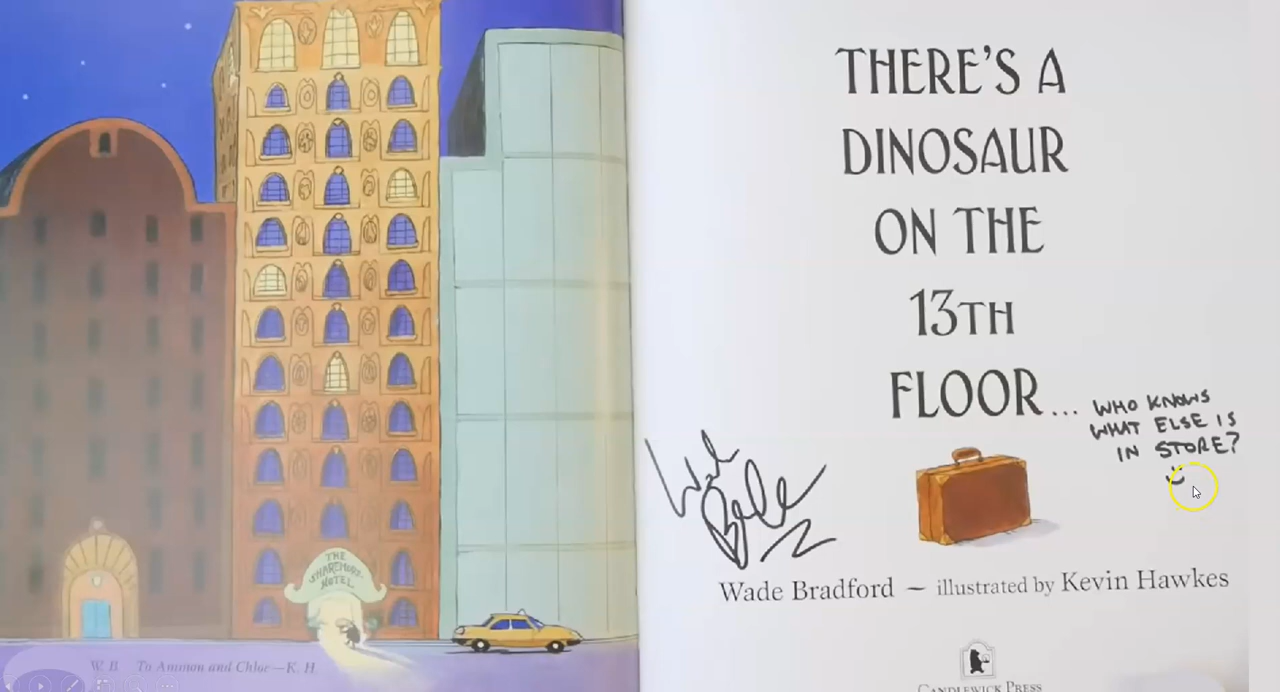 THE
SHAREMORE
HOTEL
W. B. To Ammon and Chloe—K. H.
THERE'S A
DINOSAUR
ON THE
13TH
FLOOR...
WHO KNOWS
WHAT ELSE IS
IN STORE?
Wade Bradford ~ illustrated by Kevin Hawkes
CANDLEWICK PRESS